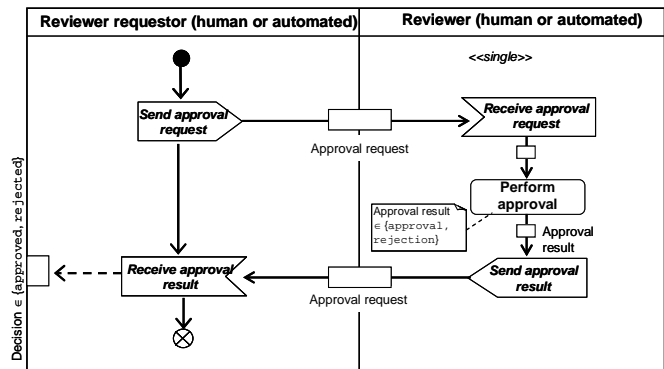 Reviewer requestor (human or automated)
Reviewer (human or automated)
<<single>>
Send approval
request
Receive approval
request
Approval request
Perform
approval
Approval result
∈ {approval,
rejection}
Approval
result
Receive approval
result
Send approval
result
Approval request
Decision ∈ {approved, rejected}